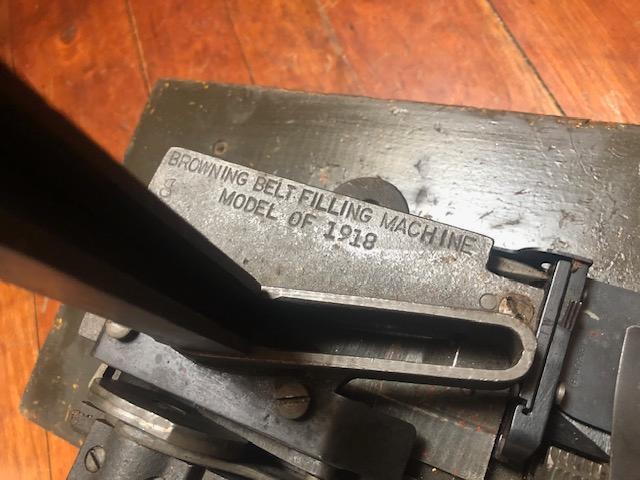 BROWNING BELT FILLING MACHINE
MODEL OF 1918